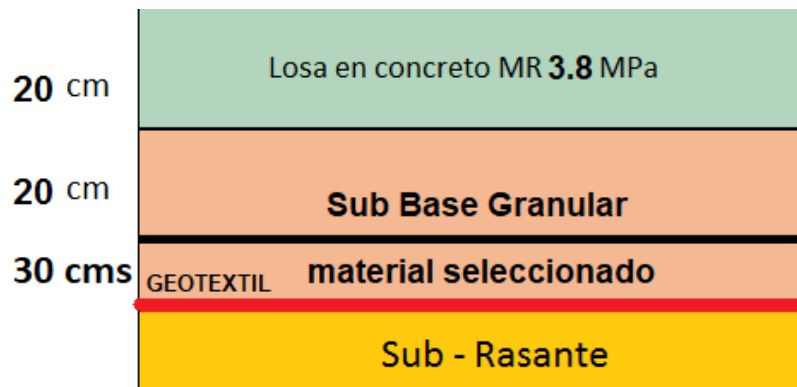 Losa en concreto MR 3.8 MPa
20 cm
20 cm
Sub Base Granular
30 cms
GEOTEXTIL
material seleccionado
Sub - Rasante